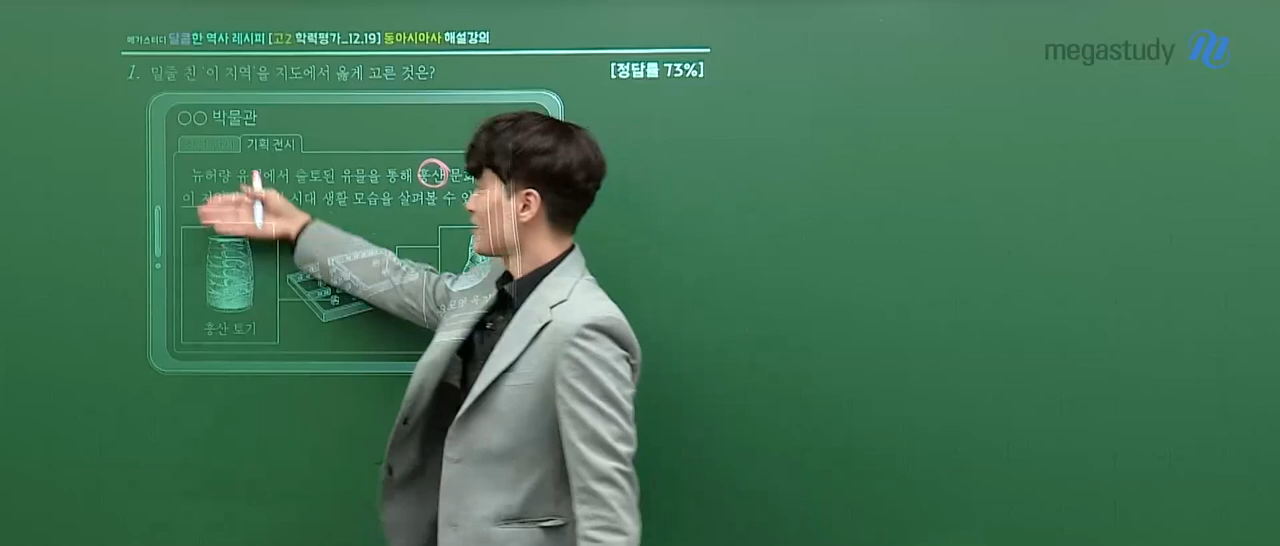 메가스터디 달콤한 역사 레시피 [고2 학력평가_12.19] 동아시아사 해설강의
megastudy
1. 밑줄 친 '이 지역'을 지도에서 옳게 고른 것은?
[정답률 73%]
○○ 박물관
기획 전시
뉴허량 유 에서 출토된 유물을 통해 훙산 문화
이 시대 생활 모습을 살펴볼 수
훙산 토기